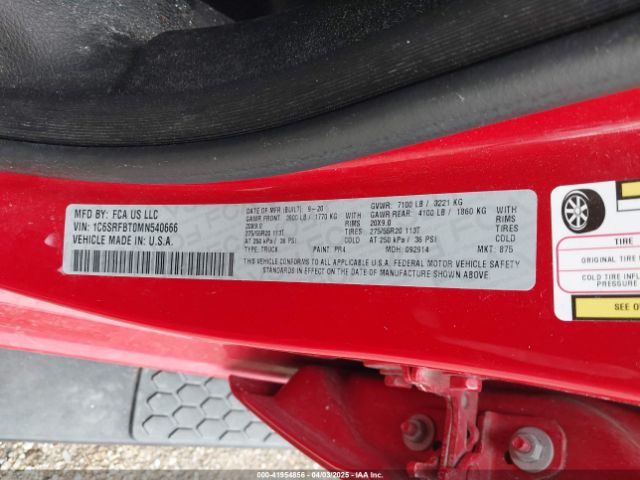 MFD BY: FCA US LLC
VIN: 1C6SRFBT0MN540666
VEHICLE MADE IN U.S.A.
DATE OF MFR (BUILT) 9-20
GVWR: 7100 LB / 3221 KG
GAWR FRONT: 3900 LB / 1770 KG WITH
GAWR REAR: 4100 LB / 1860 KG WITH
20X9.0 RIMS
20X9.0 RIMS
275/55R20 113T TIRES
275/55R20 113T TIRES
AT 250 kPa / 36 PSI COLD
AT 250 kPa / 36 PSI COLD
TYPE: TRUCK PAINT: PR4 MDH: 092914 MKT: 875
THIS VEHICLE CONFORMS TO ALL APPLICABLE U.S.A. FEDERAL MOTOR VEHICLE SAFETY
STANDARDS IN EFFECT ON THE DATE OF MANUFACTURE SHOWN ABOVE.
TIRE
ORIGINAL TIRE
COLD TIRE INFL
PRESSURE
SEE O
IAA Branch #: 41954856 | 04/03/2025 | Stock #